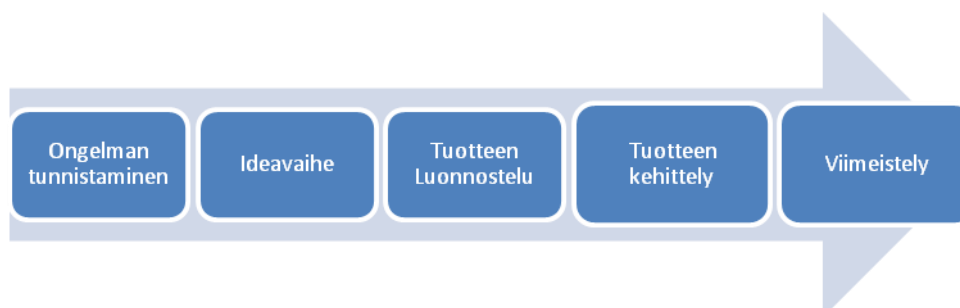 Ongelman
tunnistaminen
Ideavaihe
Tuotteen
Luonnostelu
Tuotteen
kehittely
Viimeistely